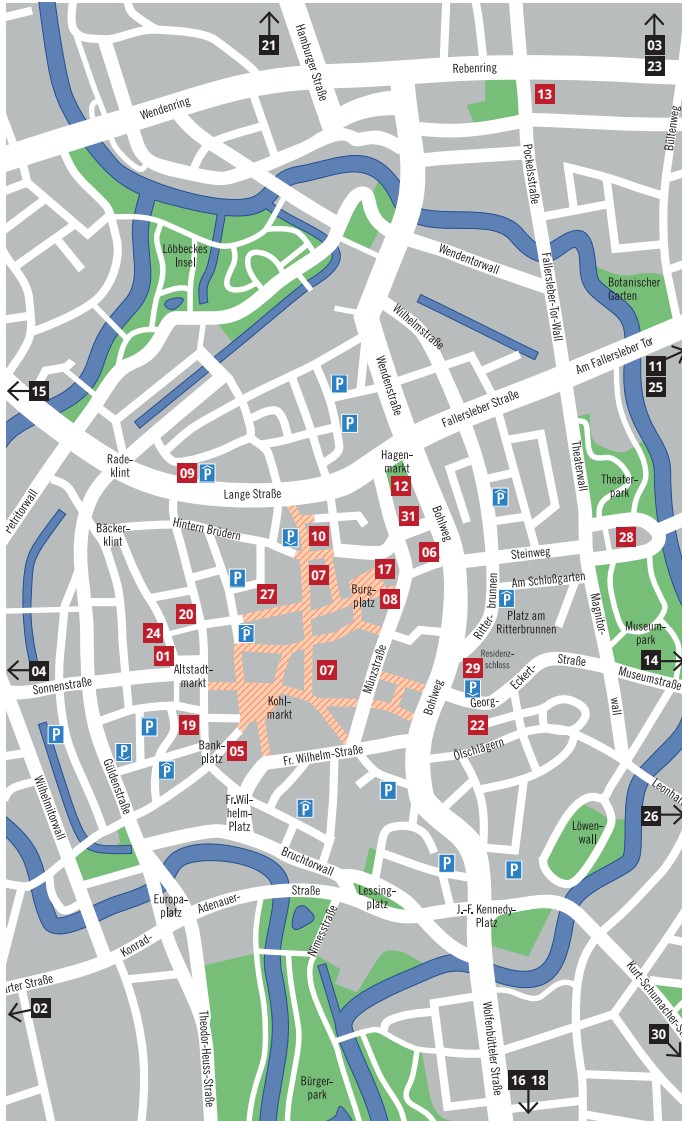 21
03
23
Hamburger Straße
Rebenring
13
Wendenring
Bültenweg
Pockelsstraße
Löbbeckes
Insel
Wendentorwall
Fallersleber-Tor-Wall
Botanischer
Garten
Wilhelmstraße
Am Fallersleber Tor
11
25
15
P
Wendenstraße
Fallersleber Straße
P
Rade-
klint
09
P
Lange Straße
Hagen-
markt
12
31
Theaterwall
Theater-
park
P
Petritorwall
Bäcker-
klint
Hintern Brüdern
P
10
Bohlweg
06
Steinweg
28
P
27
07
17
Burg-
platz
08
Am Schloßgarten
P
Ritter-
brunnen
Platz am
Ritterbrunnen
Magnitor-
wall
20
24
01
P
Museum-
park
14
Museumstraße
04
Sonnenstraße
Altstadt-
markt
07
Münzstraße
Residenz-
schloss
29
P
Georg-
Eckert-
Straße
Kohl-
markt
Bohlweg
22
19
P
P
P
P
Bank-
platz
05
Fr. Wilhelm-Straße
Ölschlägern
Güldenstraße
Wilhelmitorwall
Fr.Wil-
helm-
Platz
P
P
Leonhar
26
Löwen-
wall
Bruchtorwall
P
P
Europa-
platz
Konrad-
Adenauer-
Straße
Lessing-
platz
J.-F. Kennedy-
Platz
Nimesstraße
arter Straße
02
Theodor-Heuss-Straße
Kurt-Schumacher-S
30
Wolfenbütteler Straße
16
18
Bürger-
park